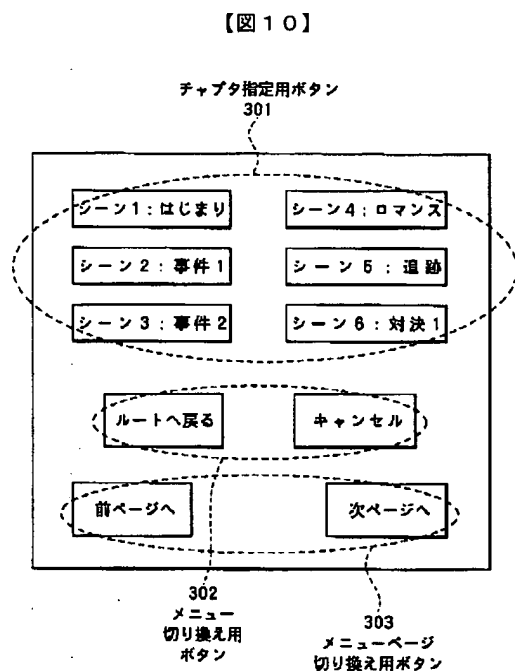 【図１０】
チャプタ指定用ボタン
301
シーン１：はじまり
シーン４：ロマンス
シーン２：事件１
シーン５：追跡
シーン３：事件２
シーン６：対決１
ルートへ戻る
キャンセル
前ページへ
次ページへ
302
メニュー
切り換え用
ボタン
303
メニューページ
切り換え用ボタン